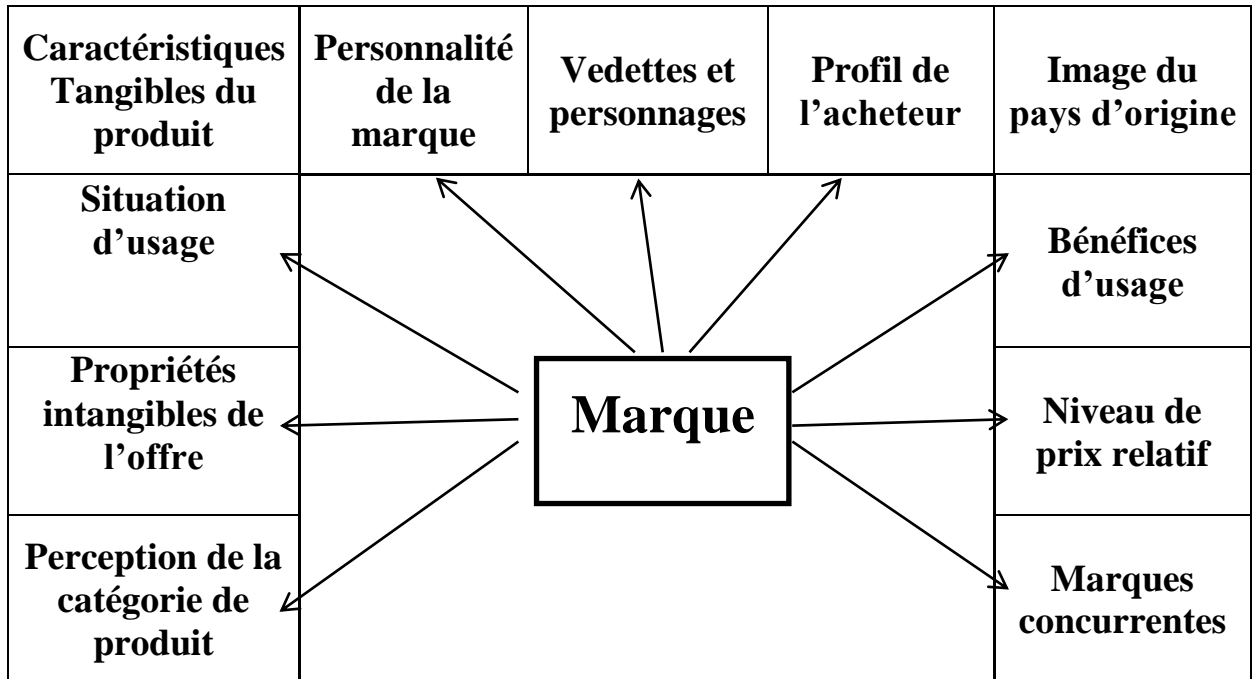 Caractéristiques
Tangibles du
produit
Personnalité
de la
marque
Vedettes et
personnages
Profil de
l’acheteur
Image du
pays d’origine
Situation
d’usage
Bénéfices
d’usage
Propriétés
intangibles de
l’offre
Marque
Niveau de
prix relatif
Perception de la
catégorie de
produit
Marques
concurrentes